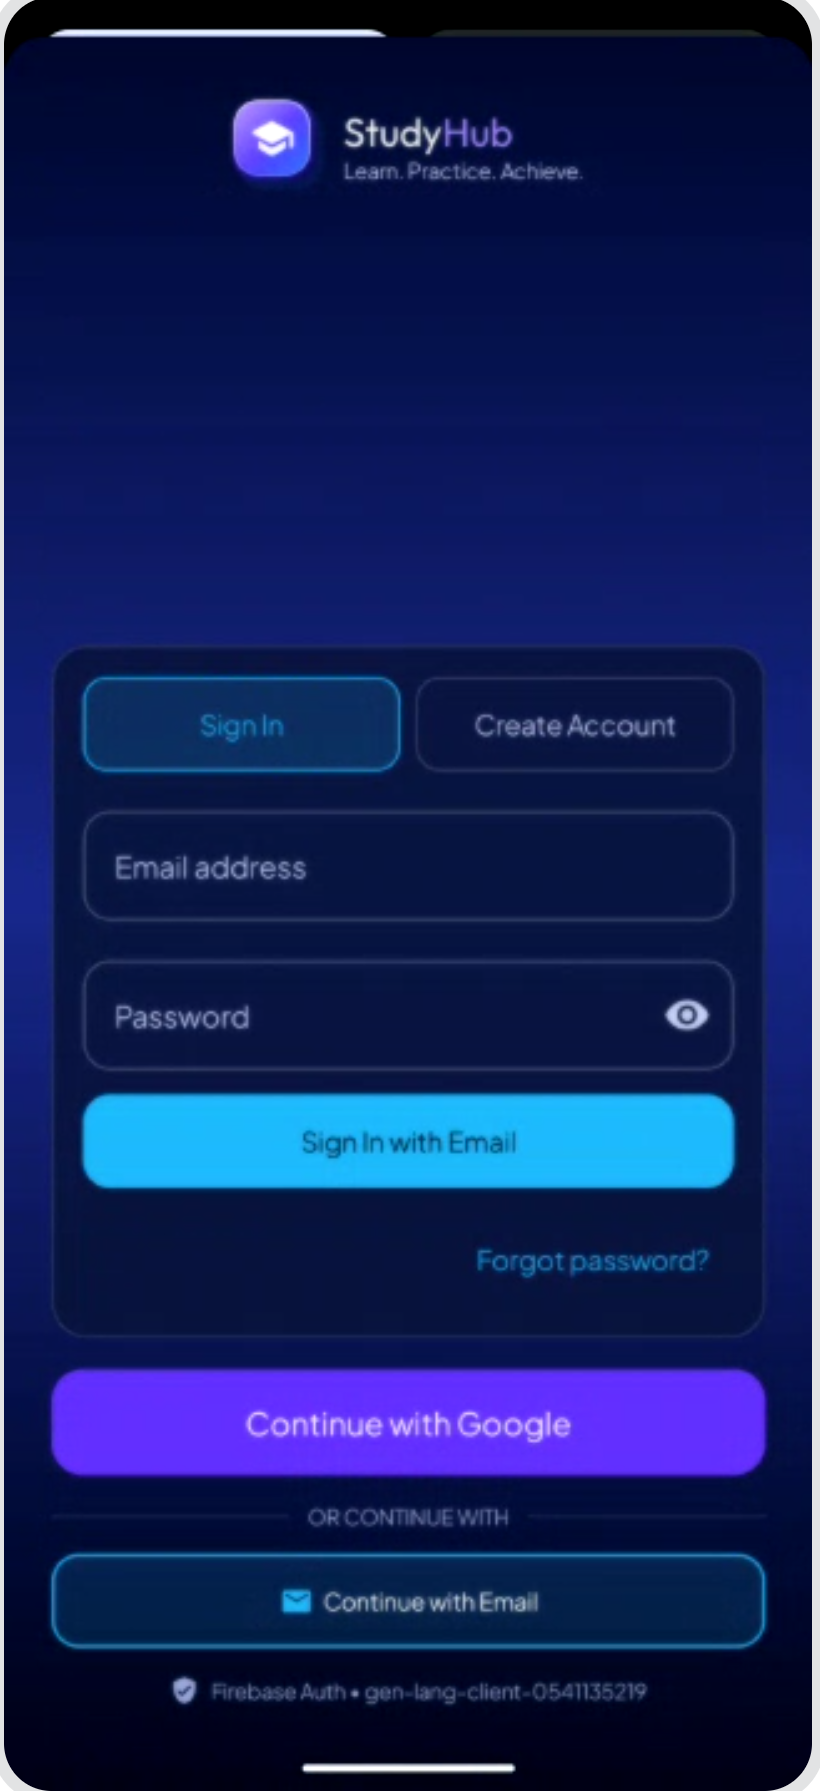 StudyHub
Learn. Practice. Achieve.
Sign In
Create Account
Email address
Password
Sign In with Email
Forgot password?
Continue with Google
OR CONTINUE WITH
Continue with Email
Firebase Auth • gen-lang-client-0541135219